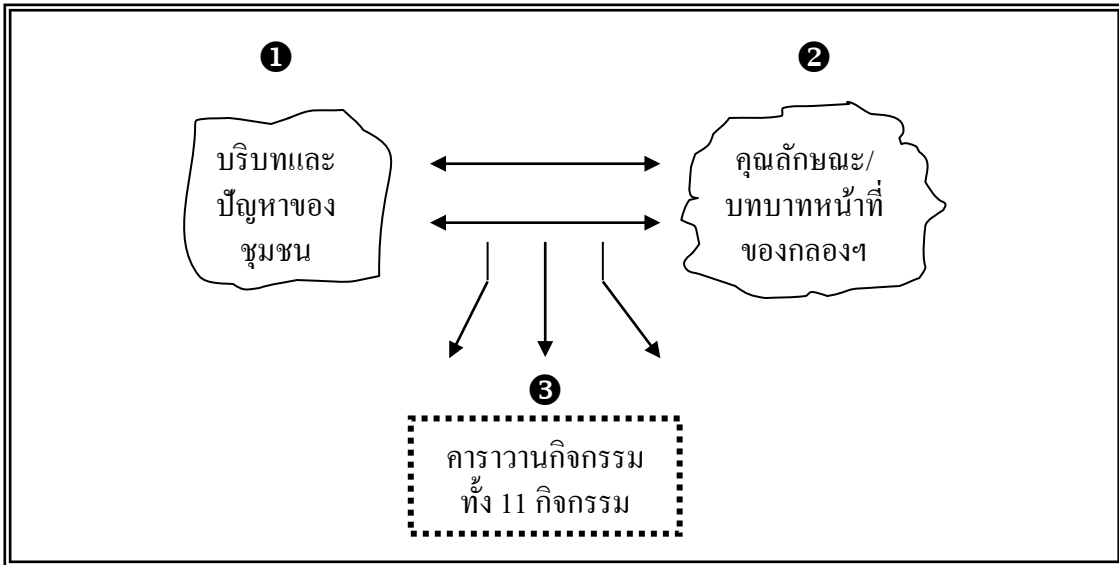 ❶
❷
บริบทและ
ปัญหาของ
ชุมชน
คุณลักษณะ/
บทบาทหน้าที่
ของกลองฯ
❸
คาราวานกิจกรรม
ทั้ง 11 กิจกรรม